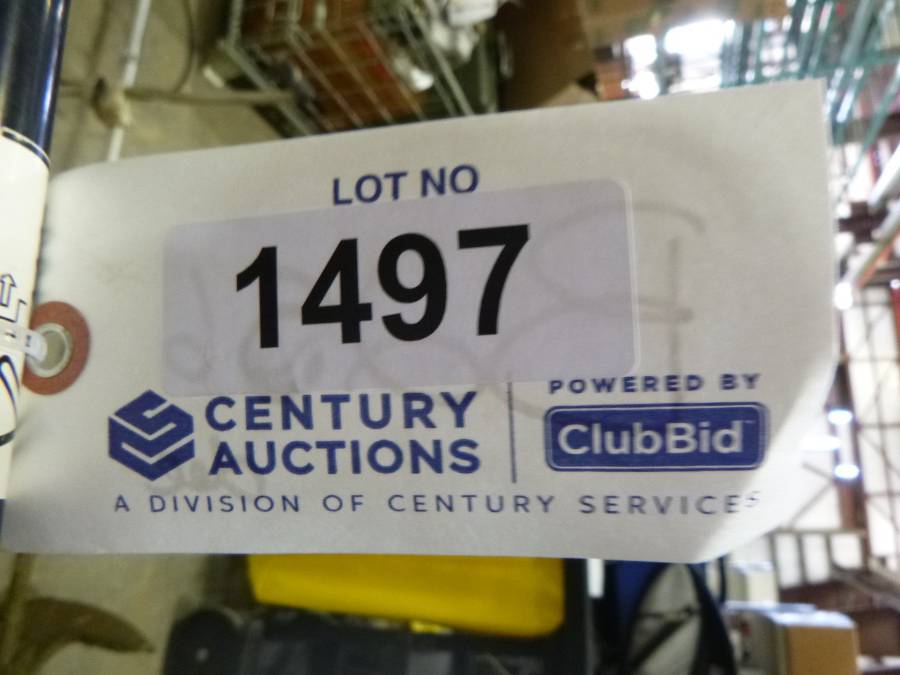 LOT NO
1497
CENTURY
AUCTIONS
POWERED BY
ClubBid
A DIVISION OF CENTURY SERVICES